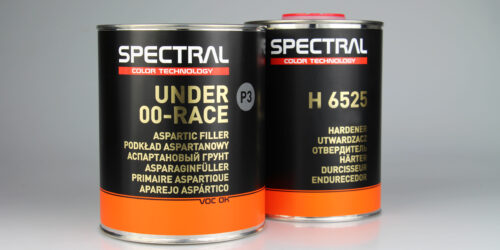 SPECTRAL
COLOR TECHNOLOGY
UNDER
00-RACE
P3
ASPARTIC FILLER
PODKŁAD ASPARTANOWY
АСПАРТАНОВЫЙ ГРУНТ
ASPARAGINFÜLLER
PRIMAIRE ASPARTIQUE
APAREJO ASPÁRTICO
VOC OK
SPECTRAL
COLOR TECHNOLOGY
H 6525
HARDENER
UTWARDZACZ
ОТВЕРДИТЕЛЬ
HÄRTER
DURCISSEUR
ENDURECEDOR